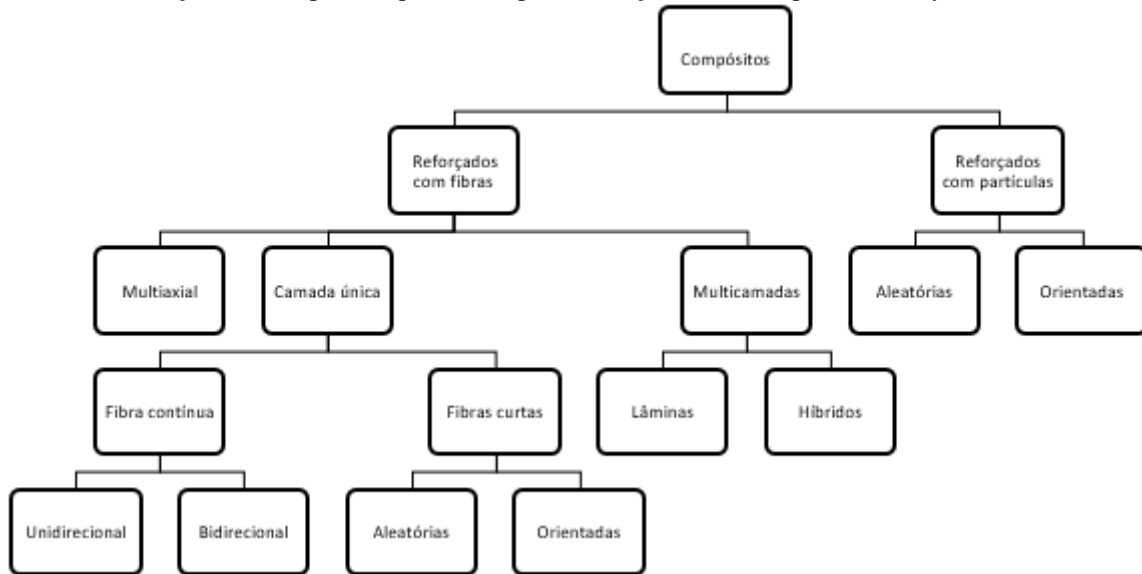 Compósitos
Reforçados
com fibras
Reforçados
com partículas
Multiaxial
Camada única
Multicamadas
Aleatórias
Orientadas
Fibra contínua
Fibras curtas
Lâminas
Híbridos
Unidirecional
Bidirecional
Aleatórias
Orientadas